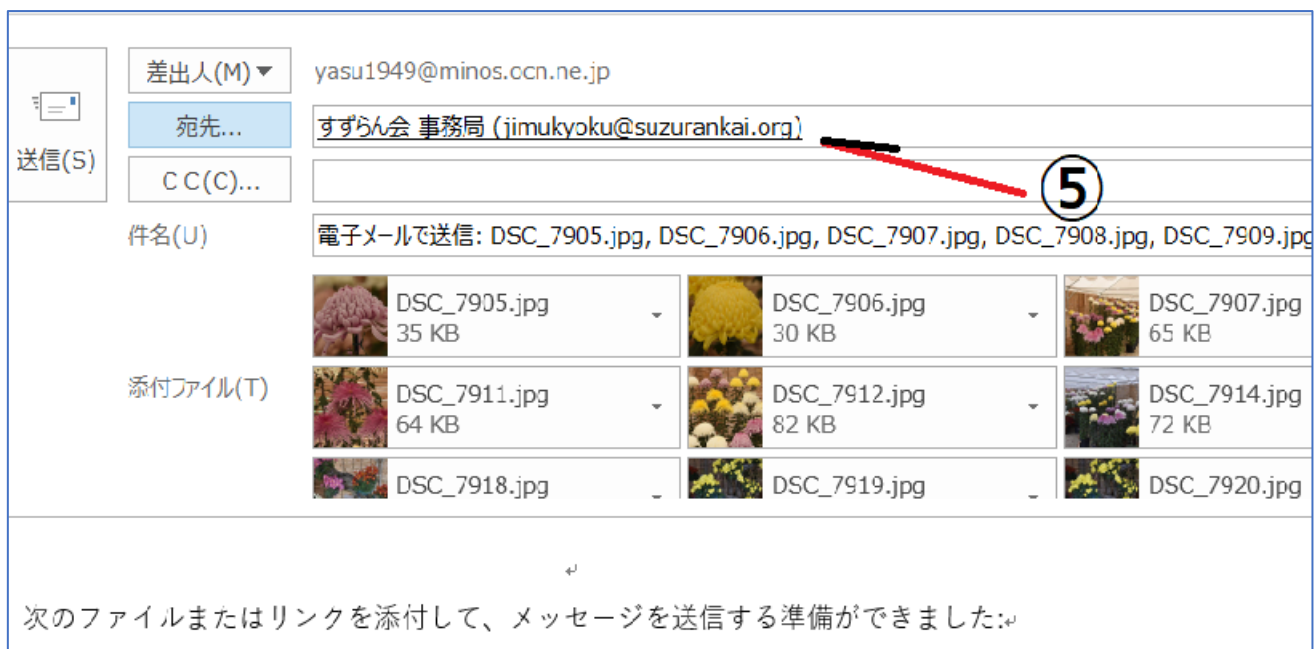 差出人(M)▼ yasu1949@minos.ocn.ne.jp
宛先... すずらん会 事務局 (jimukyoku@suzurankai.org)
送信(S)
CC(C)...
⑤
件名(U) 電子メールで送信: DSC_7905.jpg, DSC_7906.jpg, DSC_7907.jpg, DSC_7908.jpg, DSC_7909.jpg
DSC_7905.jpg DSC_7906.jpg DSC_7907.jpg
35 KB 30 KB 65 KB
添付ファイル(T)
DSC_7911.jpg DSC_7912.jpg DSC_7914.jpg
64 KB 82 KB 72 KB
DSC_7918.jpg DSC_7919.jpg DSC_7920.jpg
次のファイルまたはリンクを添付して、メッセージを送信する準備ができました: